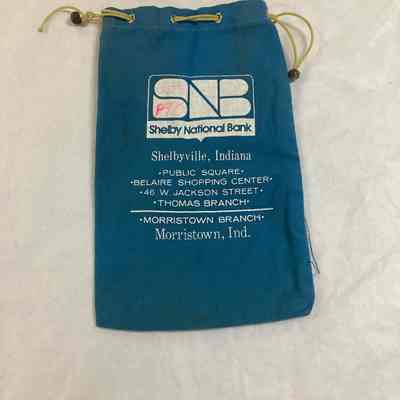 SNB
Shelby National Bank
Shelbyville, Indiana
•PUBLIC SQUARE•
•BELAIRE SHOPPING CENTER•
•46 W. JACKSON STREET•
•THOMAS BRANCH•
•MORRISTOWN BRANCH•
Morristown, Ind.